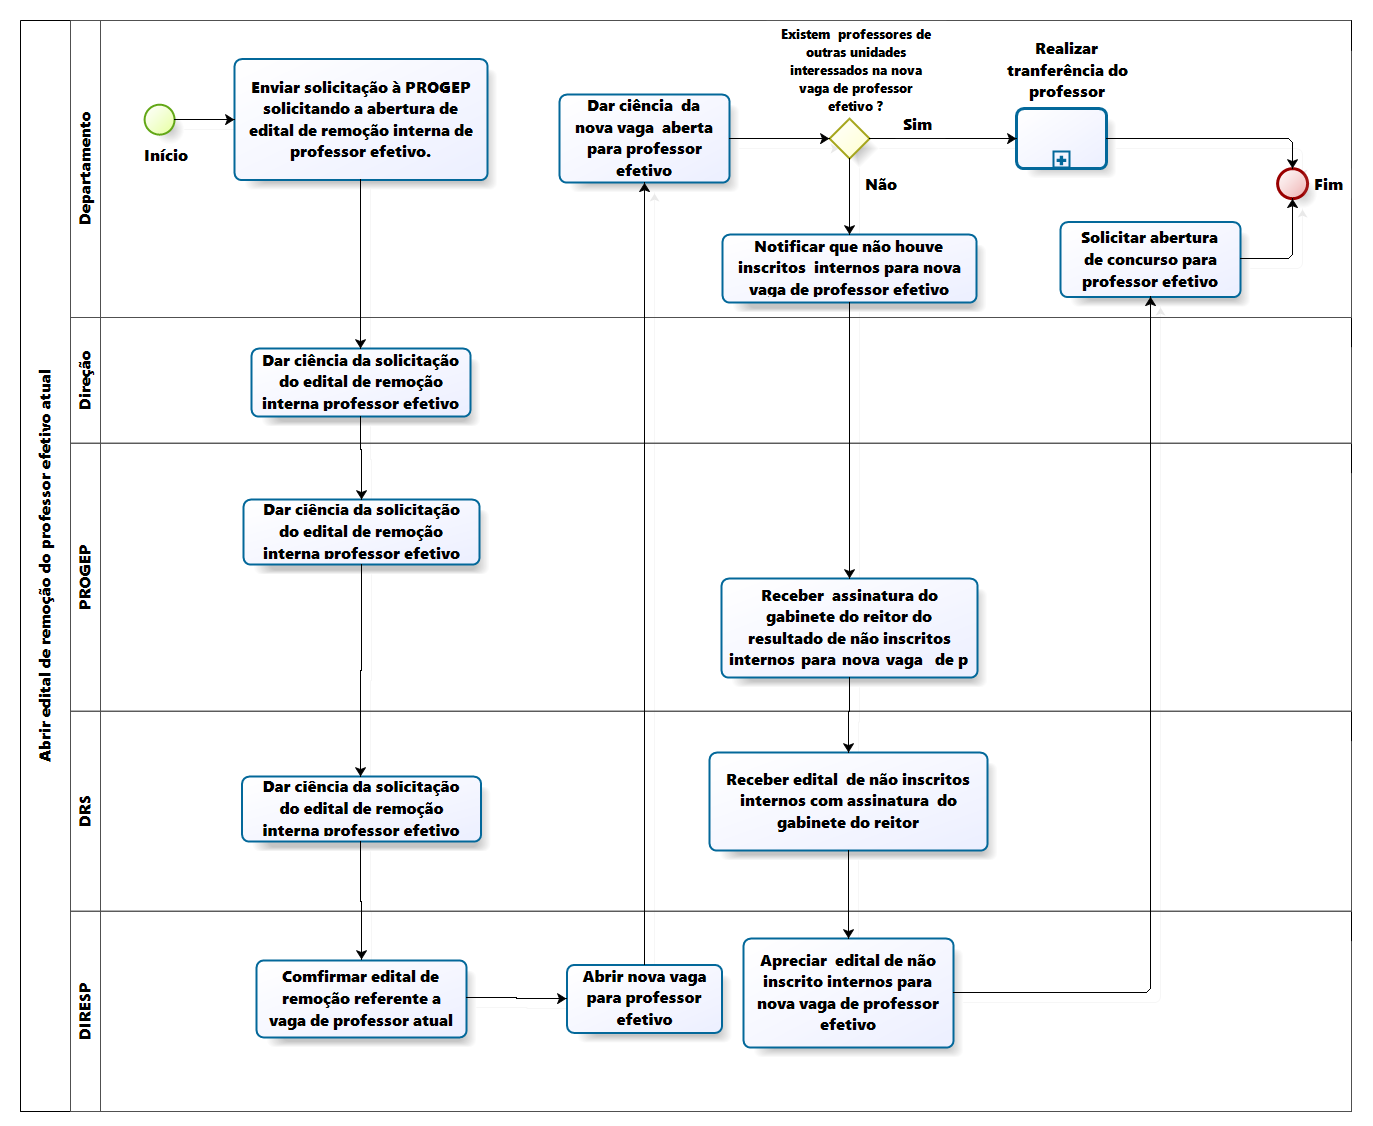 Abrir edital de remoção do professor efetivo atual
Departamento
Início
Enviar solicitação à PROGEP
solicitando a abertura de
edital de remoção interna de
professor efetivo.
Dar ciência da
nova vaga aberta
para professor
efetivo
Existem professores de
outras unidades
interessados na nova
vaga de professor
efetivo ?
Sim
Não
Realizar
tranferência do
professor
Fim
Notificar que não houve
inscritos internos para nova
vaga de professor efetivo
Solicitar abertura
de concurso para
professor efetivo
Direção
Dar ciência da solicitação
do edital de remoção
interna professor efetivo
PROGEP
Dar ciência da solicitação
do edital de remoção
interna professor efetivo
Receber assinatura do
gabinete do reitor do
resultado de não inscritos
internos para nova vaga de p
DRS
Dar ciência da solicitação
do edital de remoção
interna professor efetivo
Receber edital de não inscritos
internos com assinatura do
gabinete do reitor
DIRESP
Comfirmar edital de
remoção referente a
vaga de professor atual
Abrir nova vaga
para professor
efetivo
Apreciar edital de não
inscrito internos para
nova vaga de professor
efetivo